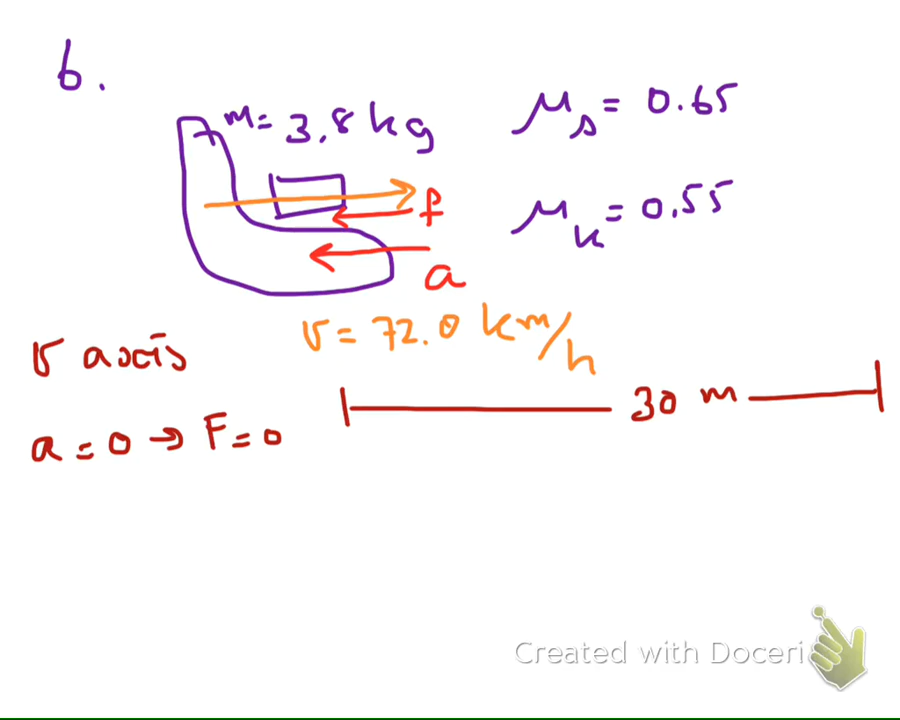 6.
m= 3.8 kg
μs= 0.65
f
μk= 0.55
a
v= 72.0 km/h
v axis
30 m
a=0→F=0
Created with Doceri